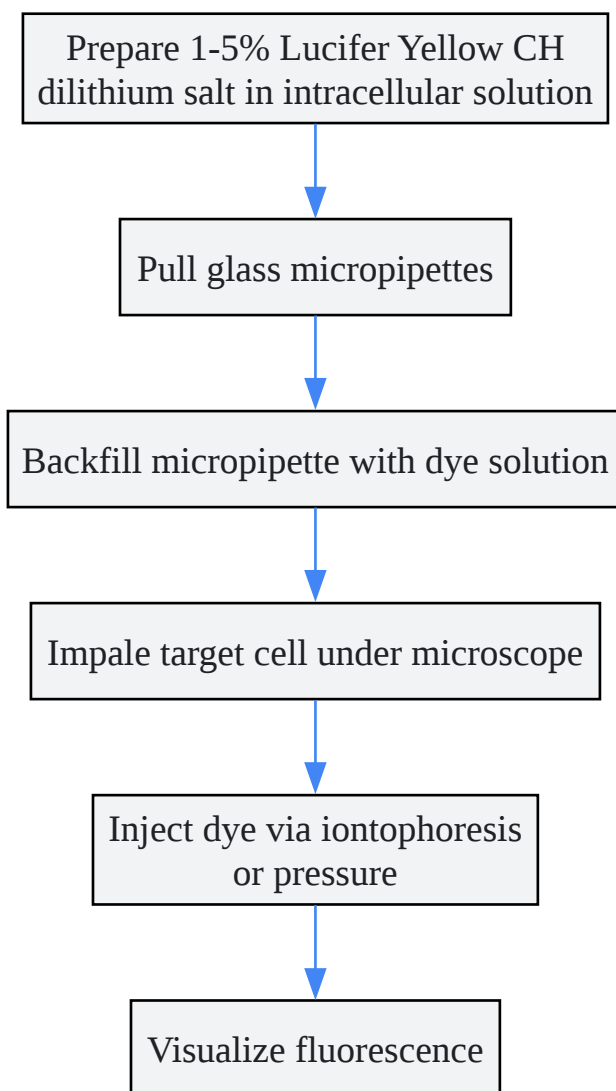 Prepare 1-5% Lucifer Yellow CH
dilithium salt in intracellular solution
Pull glass micropipettes
Backfill micropipette with dye solution
Impale target cell under microscope
Inject dye via iontophoresis
or pressure
Visualize fluorescence